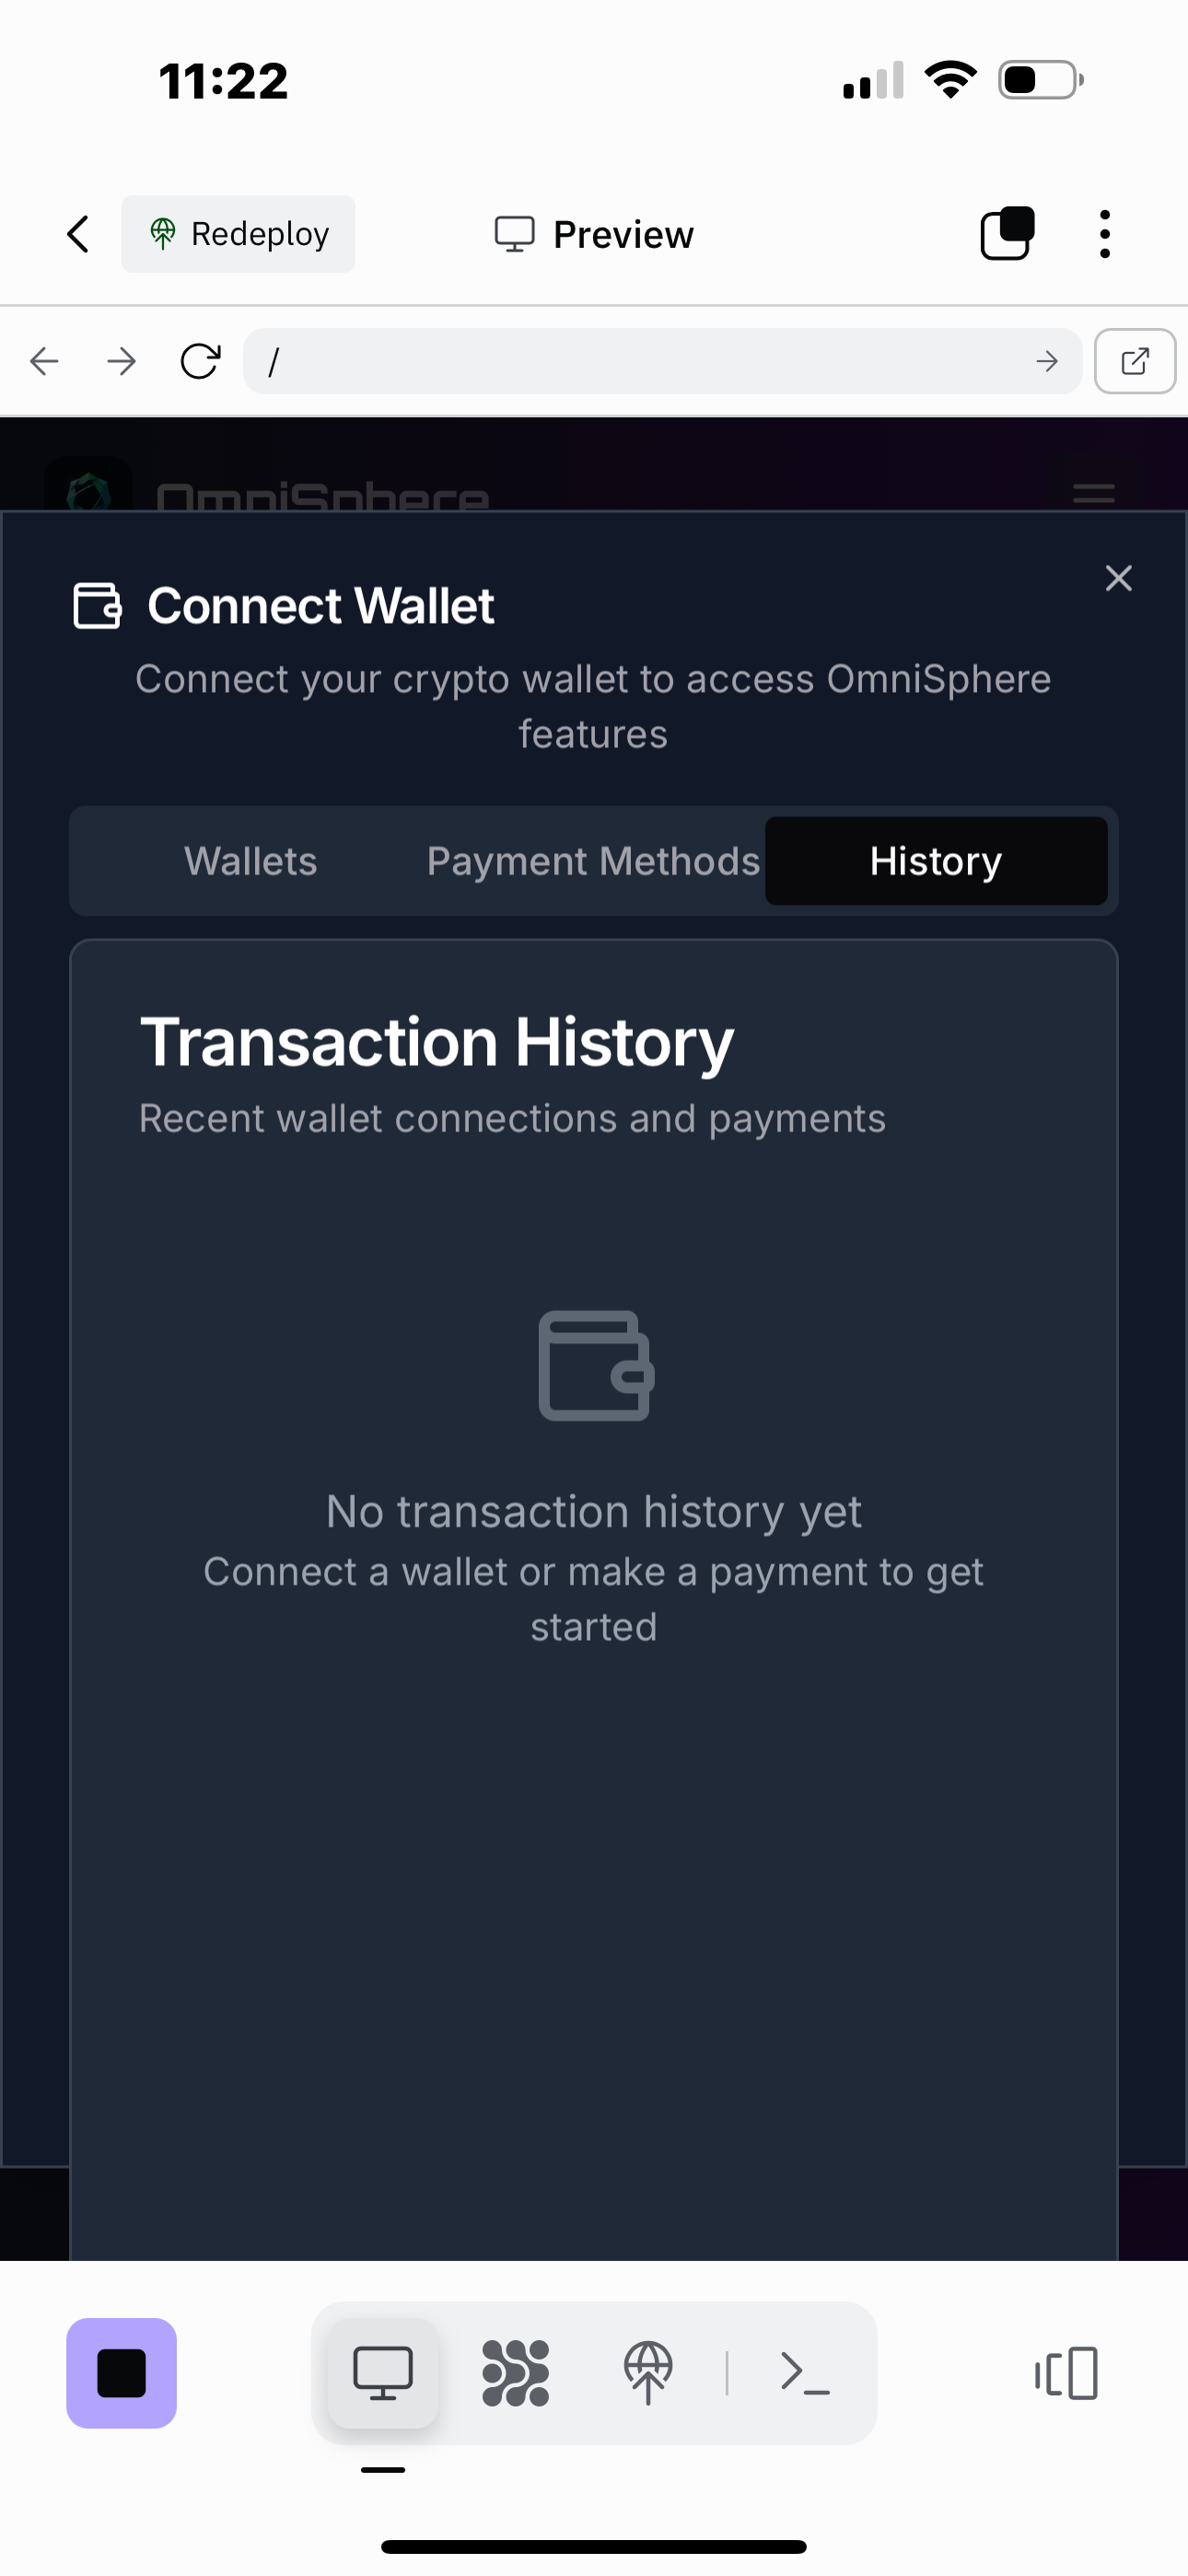 11:22
Redeploy
Preview
/
OmniSphere
Connect Wallet
Connect your crypto wallet to access OmniSphere
features
Wallets
Payment Methods
History
Transaction History
Recent wallet connections and payments
No transaction history yet
Connect a wallet or make a payment to get
started